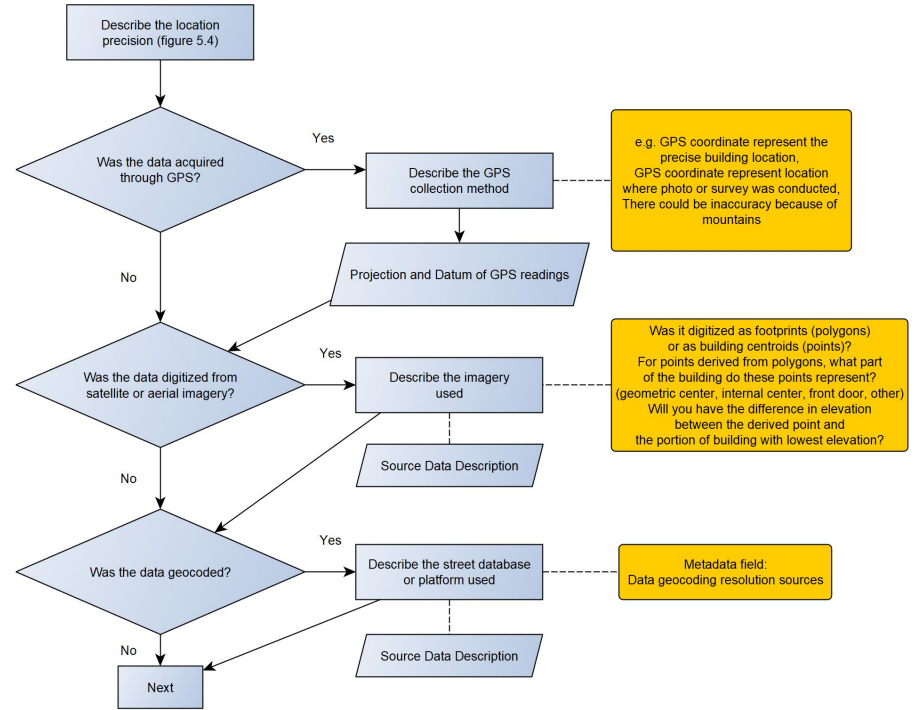 Describe the location
precision (figure 5.4)
Was the data acquired
through GPS?
Yes
Describe the GPS
collection method
e.g. GPS coordinate represent the
precise building location,
GPS coordinate represent location
where photo or survey was conducted,
There could be inaccuracy because of
mountains
No
Projection and Datum of GPS readings
Was the data digitized from
satellite or aerial imagery?
Yes
Describe the imagery
used
Was it digitized as footprints (polygons)
or as building centroids (points)?
For points derived from polygons, what part
of the building do these points represent?
(geometric center, internal center, front door, other)
Will you have the difference in elevation
between the derived point and
the portion of building with lowest elevation?
Source Data Description
No
Was the data geocoded?
Yes
Describe the street database
or platform used
Metadata field:
Data geocoding resolution sources
No
Source Data Description
Next